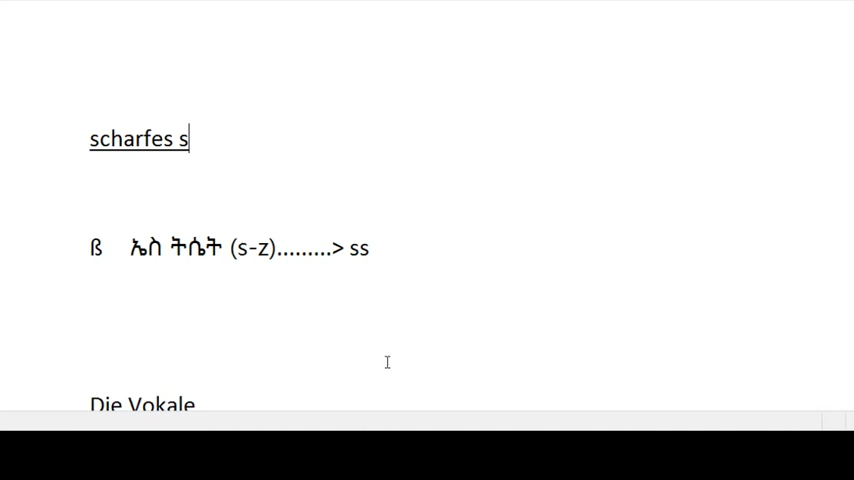 scharfes s
ß ኤስ ትሴት (s-z).........> ss
Die Vokale